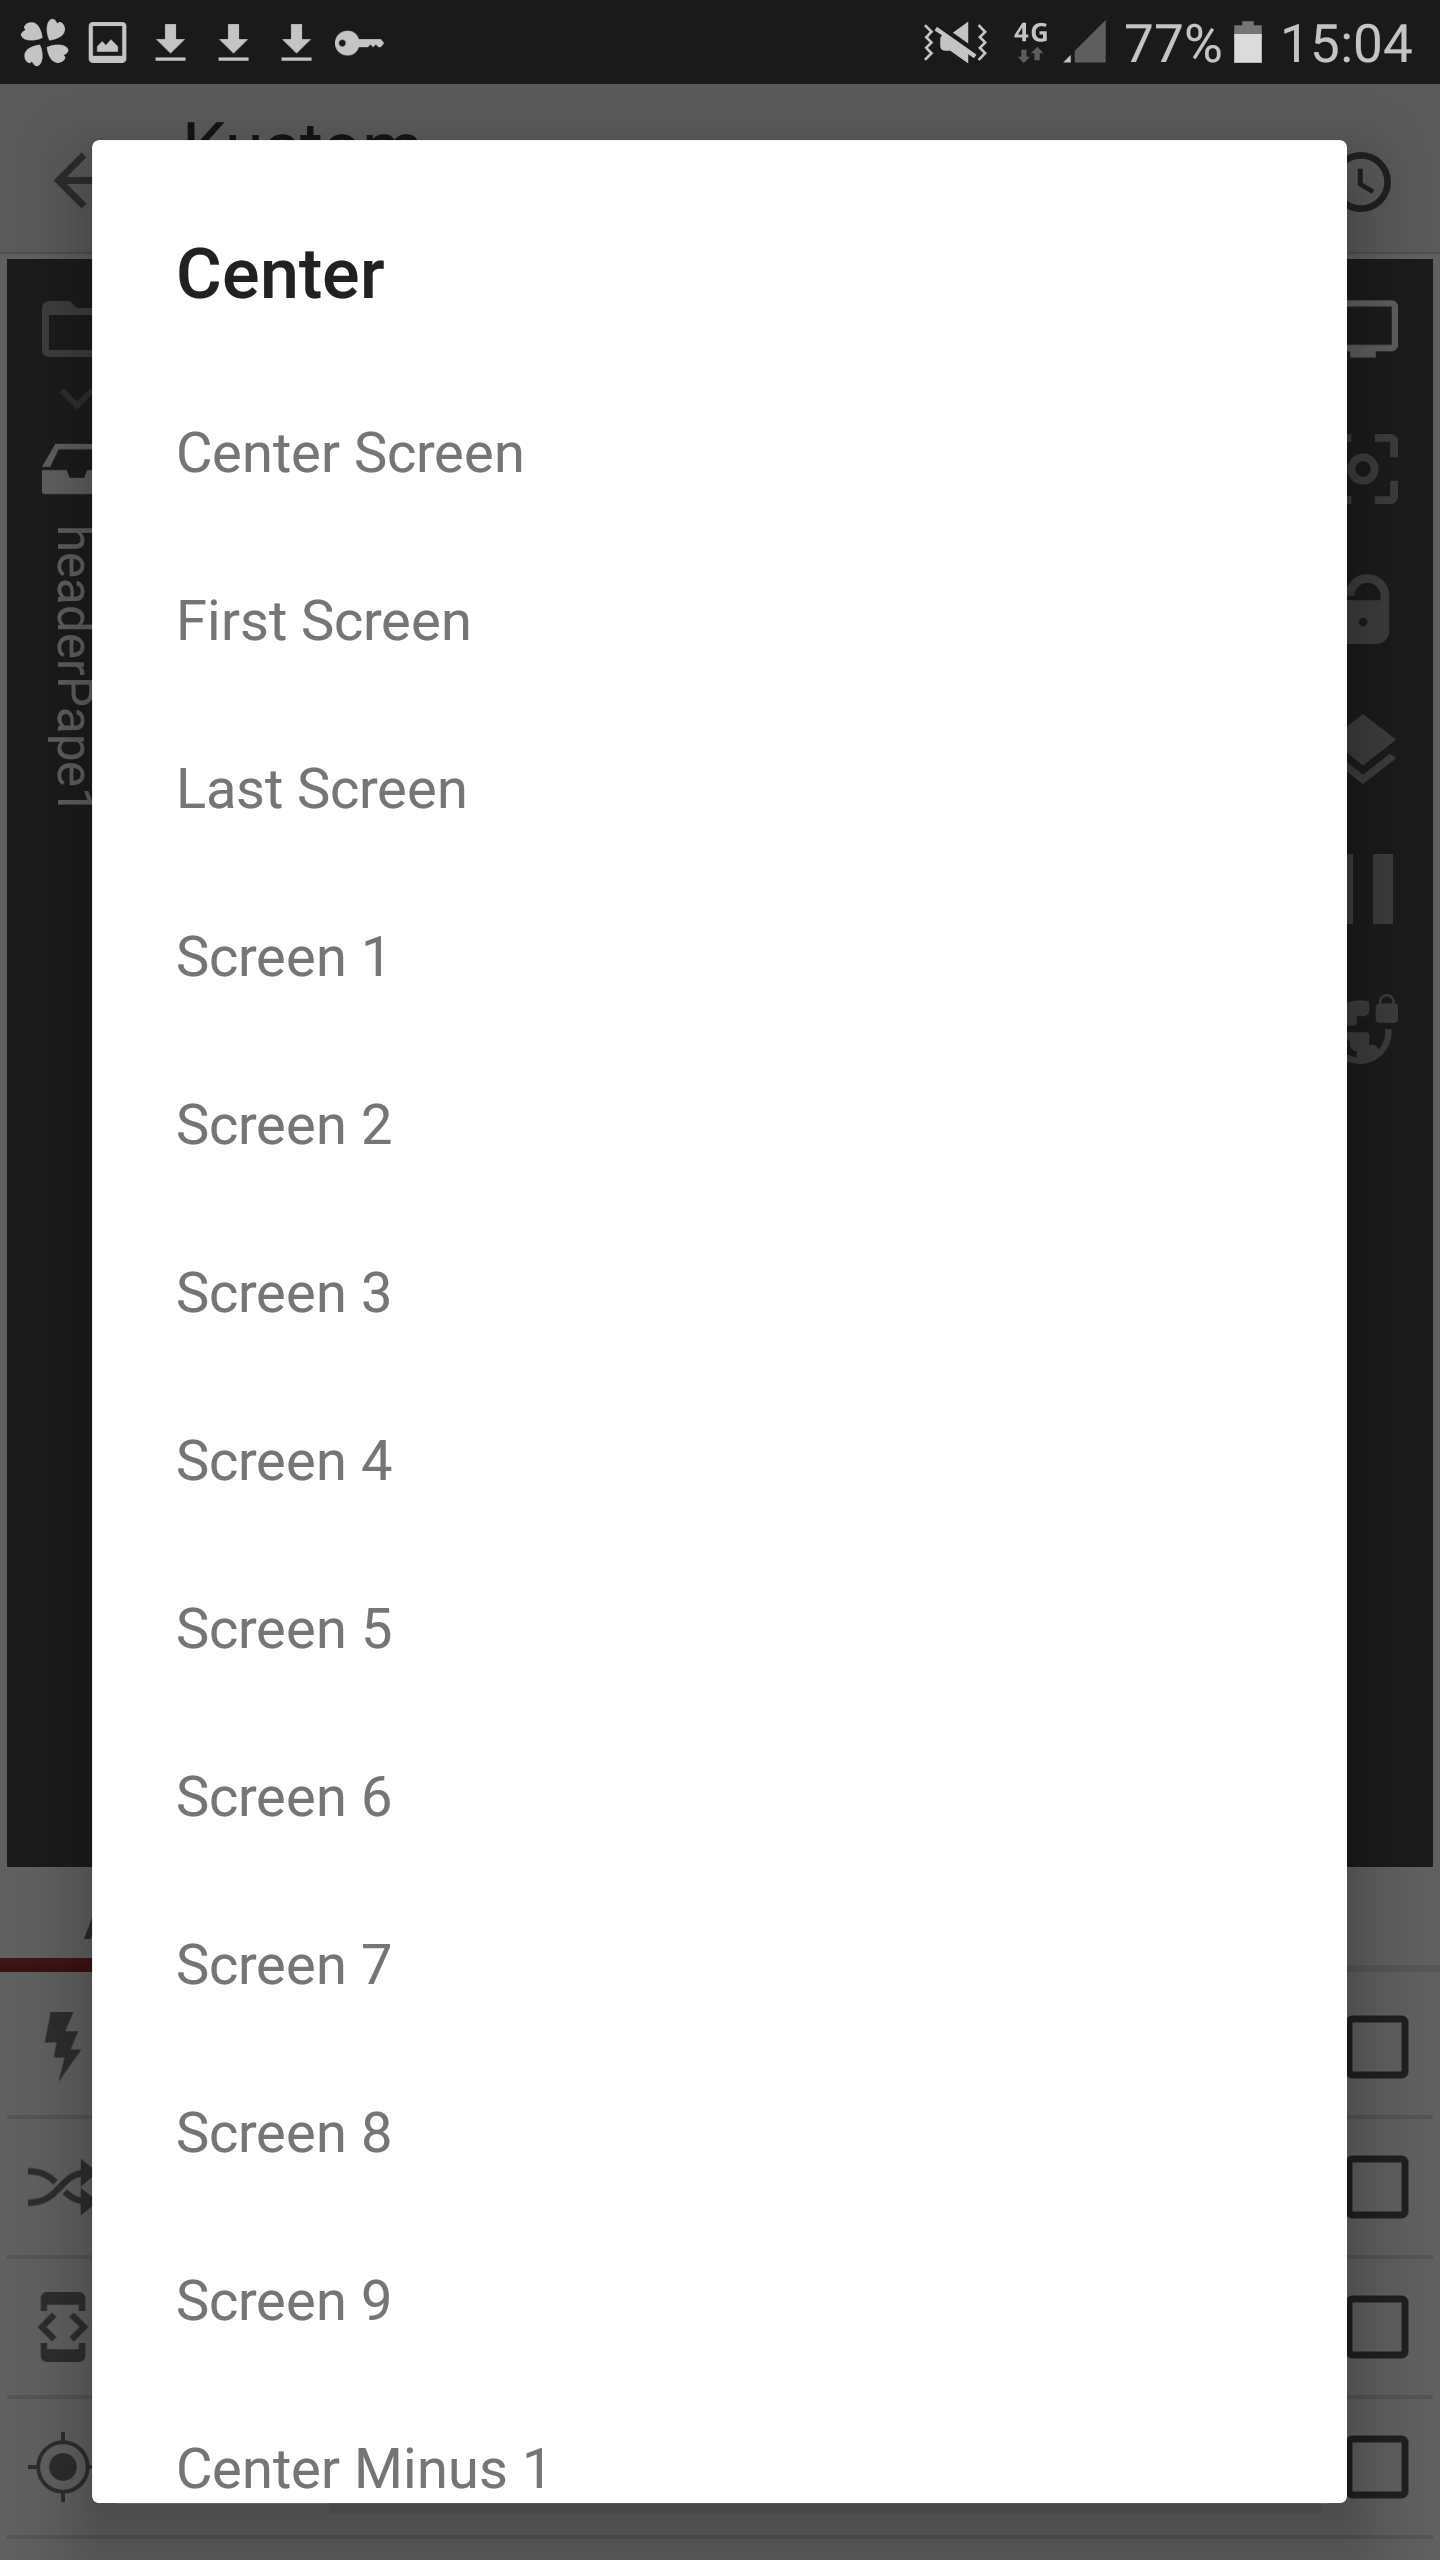 4G 77% 15:04
Kustom
Center
Center Screen
First Screen
Last Screen
Screen 1
Screen 2
Screen 3
Screen 4
Screen 5
Screen 6
Screen 7
Screen 8
Screen 9
Center Minus 1
headerPape1